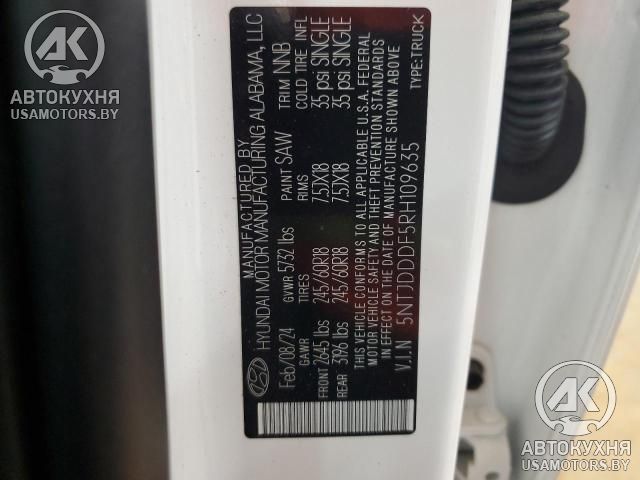 АВТОКУХНЯ
USAMOTORS.BY
MANUFACTURED BY
HYUNDAI MOTOR MANUFACTURING ALABAMA, LLC
Feb/08/24 GVWR 5732 lbs PAINT SAW TRIM NNB
GAWR TIRES RIMS COLD TIRE INFL
FRONT 2645 lbs 245/60R18 7.5JX18 35 psi SINGLE
REAR 3196 lbs 245/60R18 7.5JX18 35 psi SINGLE
THIS VEHICLE CONFORMS TO ALL APPLICABLE U.S.A. FEDERAL
MOTOR VEHICLE SAFETY AND THEFT PREVENTION STANDARDS
IN EFFECT ON THE DATE OF MANUFACTURE SHOWN ABOVE
V.I.N 5NTJDDDF5RH109635 TYPE:TRUCK
АВТОКУХНЯ
USAMOTORS.BY